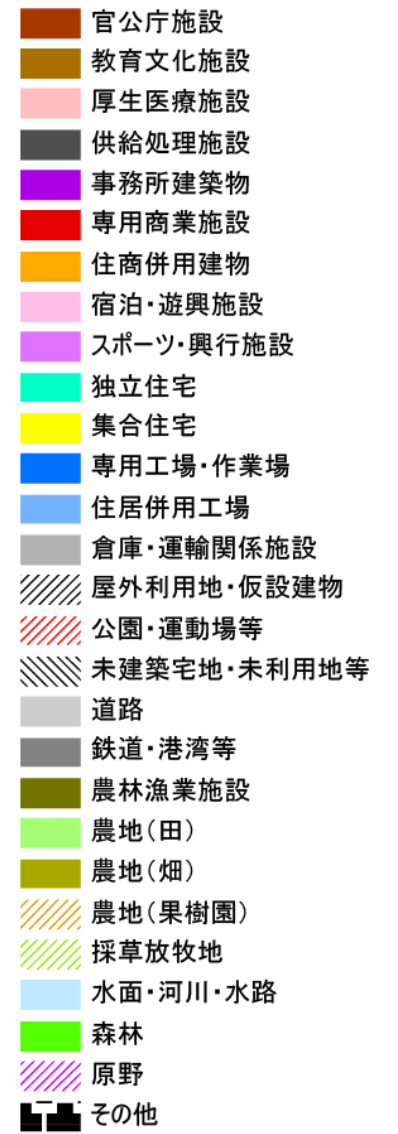 官公庁施設
教育文化施設
厚生医療施設
供給処理施設
事務所建築物
専用商業施設
住商併用建物
宿泊・遊興施設
スポーツ・興行施設
独立住宅
集合住宅
専用工場・作業場
住居併用工場
倉庫・運輸関係施設
屋外利用地・仮設建物
公園・運動場等
未建築宅地・未利用地等
道路
鉄道・港湾等
農林漁業施設
農地（田）
農地（畑）
農地（果樹園）
採草放牧地
水面・河川・水路
森林
原野
その他